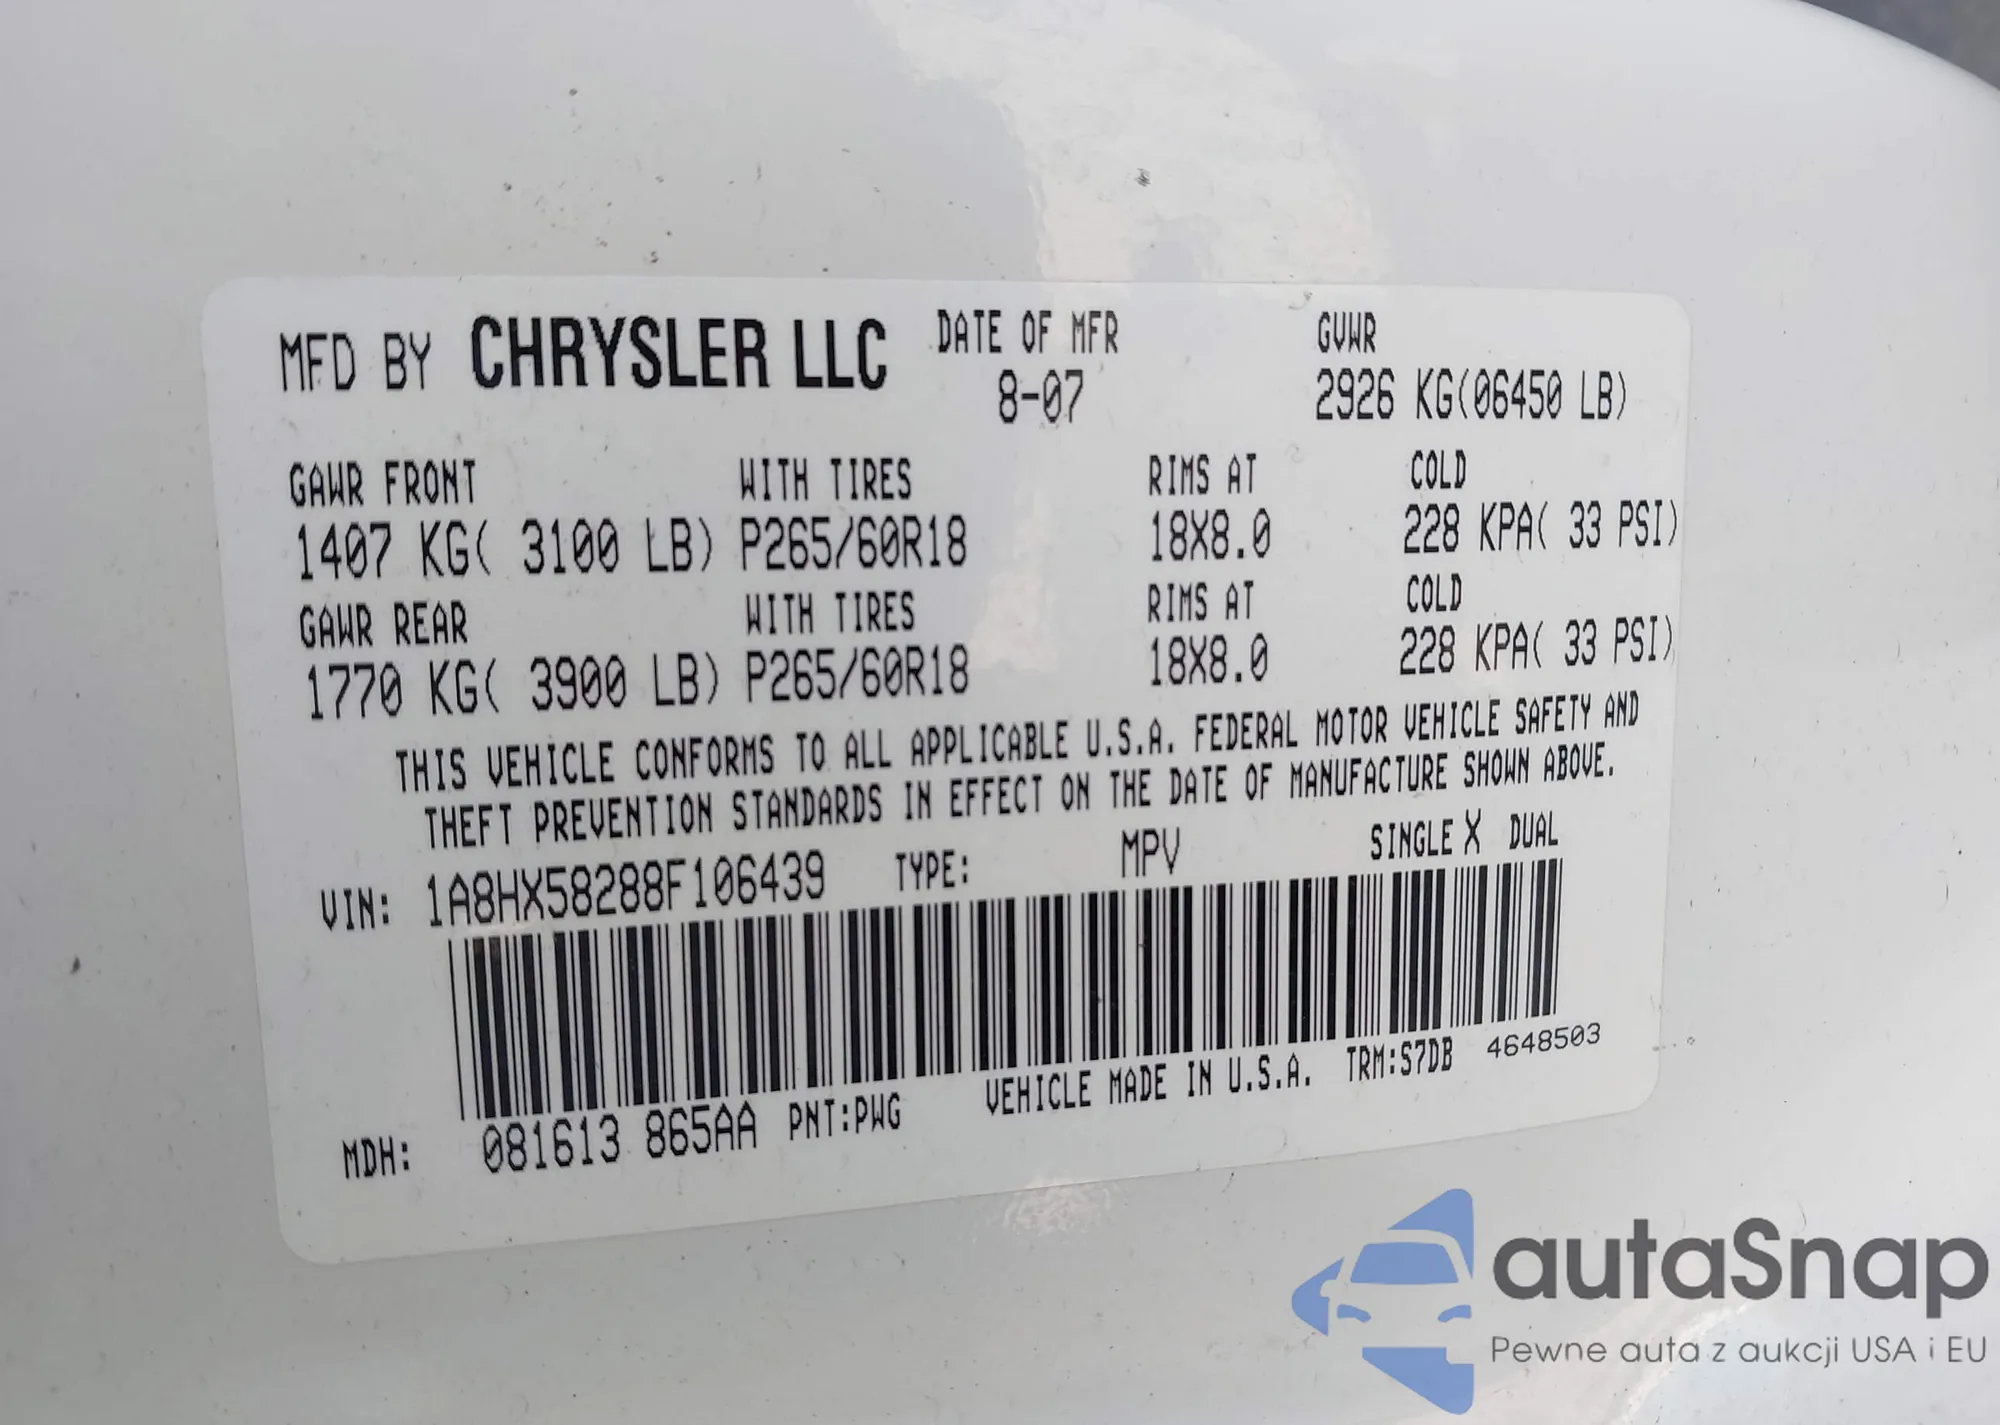 MFD BY CHRYSLER LLC DATE OF MFR GVWR
8-07 2926 KG(06450 LB)
GAWR FRONT WITH TIRES RIMS AT COLD
1407 KG( 3100 LB) P265/60R18 18X8.0 228 KPA( 33 PSI)
GAWR REAR WITH TIRES RIMS AT COLD
1770 KG( 3900 LB) P265/60R18 18X8.0 228 KPA( 33 PSI)
THIS VEHICLE CONFORMS TO ALL APPLICABLE U.S.A. FEDERAL MOTOR VEHICLE SAFETY AND
THEFT PREVENTION STANDARDS IN EFFECT ON THE DATE OF MANUFACTURE SHOWN ABOVE.
VIN: 1A8HX58288F106439 TYPE: MPV SINGLE X DUAL
MDH: 081613 865AA PNT:PWG VEHICLE MADE IN U.S.A. TRM:S7DB 4648503
autaSnap
Pewne auta z aukcji USA i EU